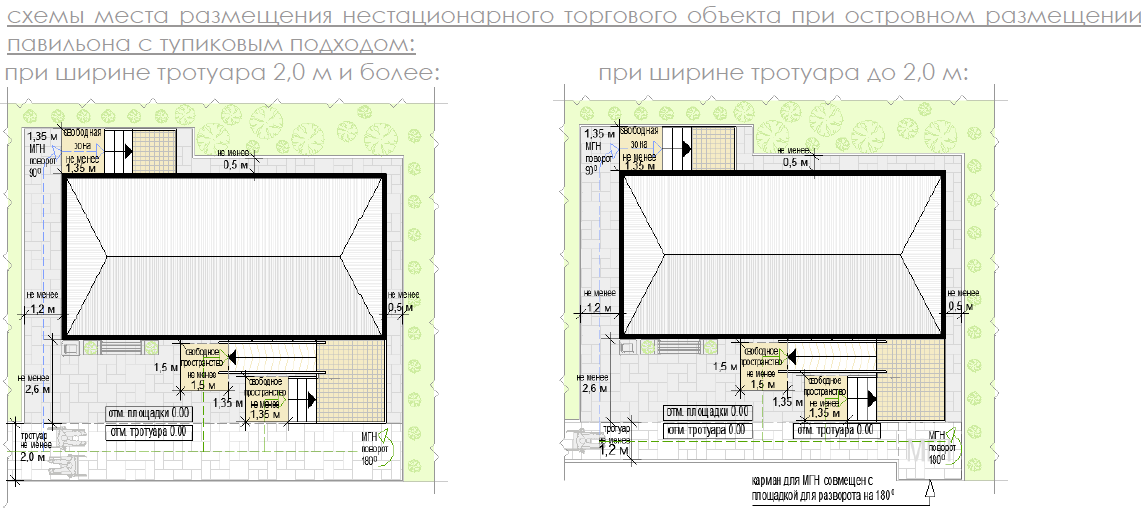 схемы места размещения нестационарного торгового объекта при островном размещении
павильона с тупиковым подходом:
при ширине тротуара 2,0 м и более:
1,35 м
МГН
поворот
90⁰
свободная
зона
не менее
1,35 м
не менее
0,5 м
не менее
1,2 м
не менее
0,5 м
не менее
2,6 м
1,5 м
свободное
пространство
не менее
1,5 м
1,35 м
свободное
пространство
не менее
1,35 м
отм. площадки 0.00
отм. тротуара 0.00
тротуар
не менее
2,0 м
МГН
поворот
180⁰
при ширине тротуара до 2,0 м:
1,35 м
МГН
поворот
90⁰
свободная
зона
не менее
1,35 м
не менее
0,5 м
не менее
1,2 м
не менее
0,5 м
не менее
2,6 м
1,5 м
свободное
пространство
не менее
1,5 м
1,35 м
свободное
пространство
не менее
1,35 м
отм. площадки 0.00
отм. тротуара 0.00
отм. тротуара 0.00
тротуар
не менее
1,2 м
МГН
МГН
поворот
180⁰
карман для МГН совмещен с
площадкой для разворота на 180⁰